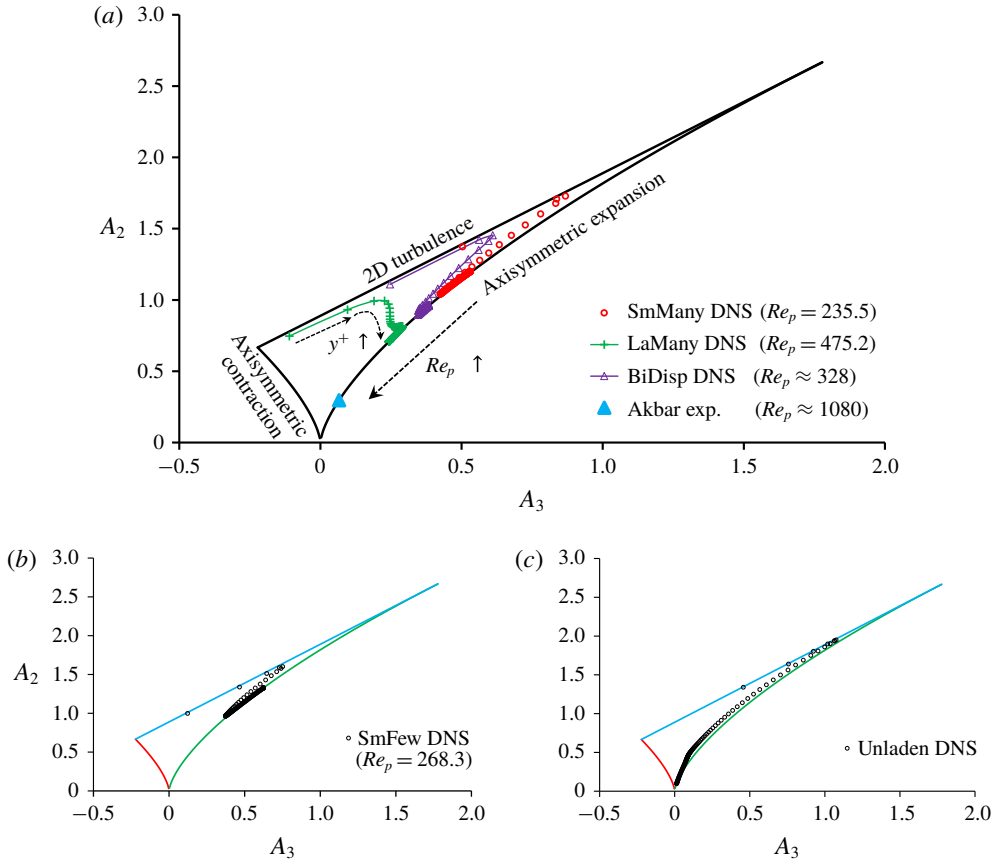 (a)
3.0
2.5
2.0
A2
1.5
1.0
0.5
0
−0.5
0
0.5
1.0
1.5
2.0
A3
2D turbulence
Axisymmetric expansion
Axisymmetric
contraction
y+ ↑
Rep ↑
SmMany DNS (Rep = 235.5)
LaMany DNS (Rep = 475.2)
BiDisp DNS (Rep ≈ 328)
Akbar exp. (Rep ≈ 1080)
(b)
3.0
2.5
2.0
A2
1.5
1.0
0.5
0
−0.5
0
0.5
1.0
1.5
2.0
A3
SmFew DNS
(Rep = 268.3)
(c)
3.0
2.5
2.0
1.5
1.0
0.5
0
−0.5
0
0.5
1.0
1.5
2.0
A3
Unladen DNS